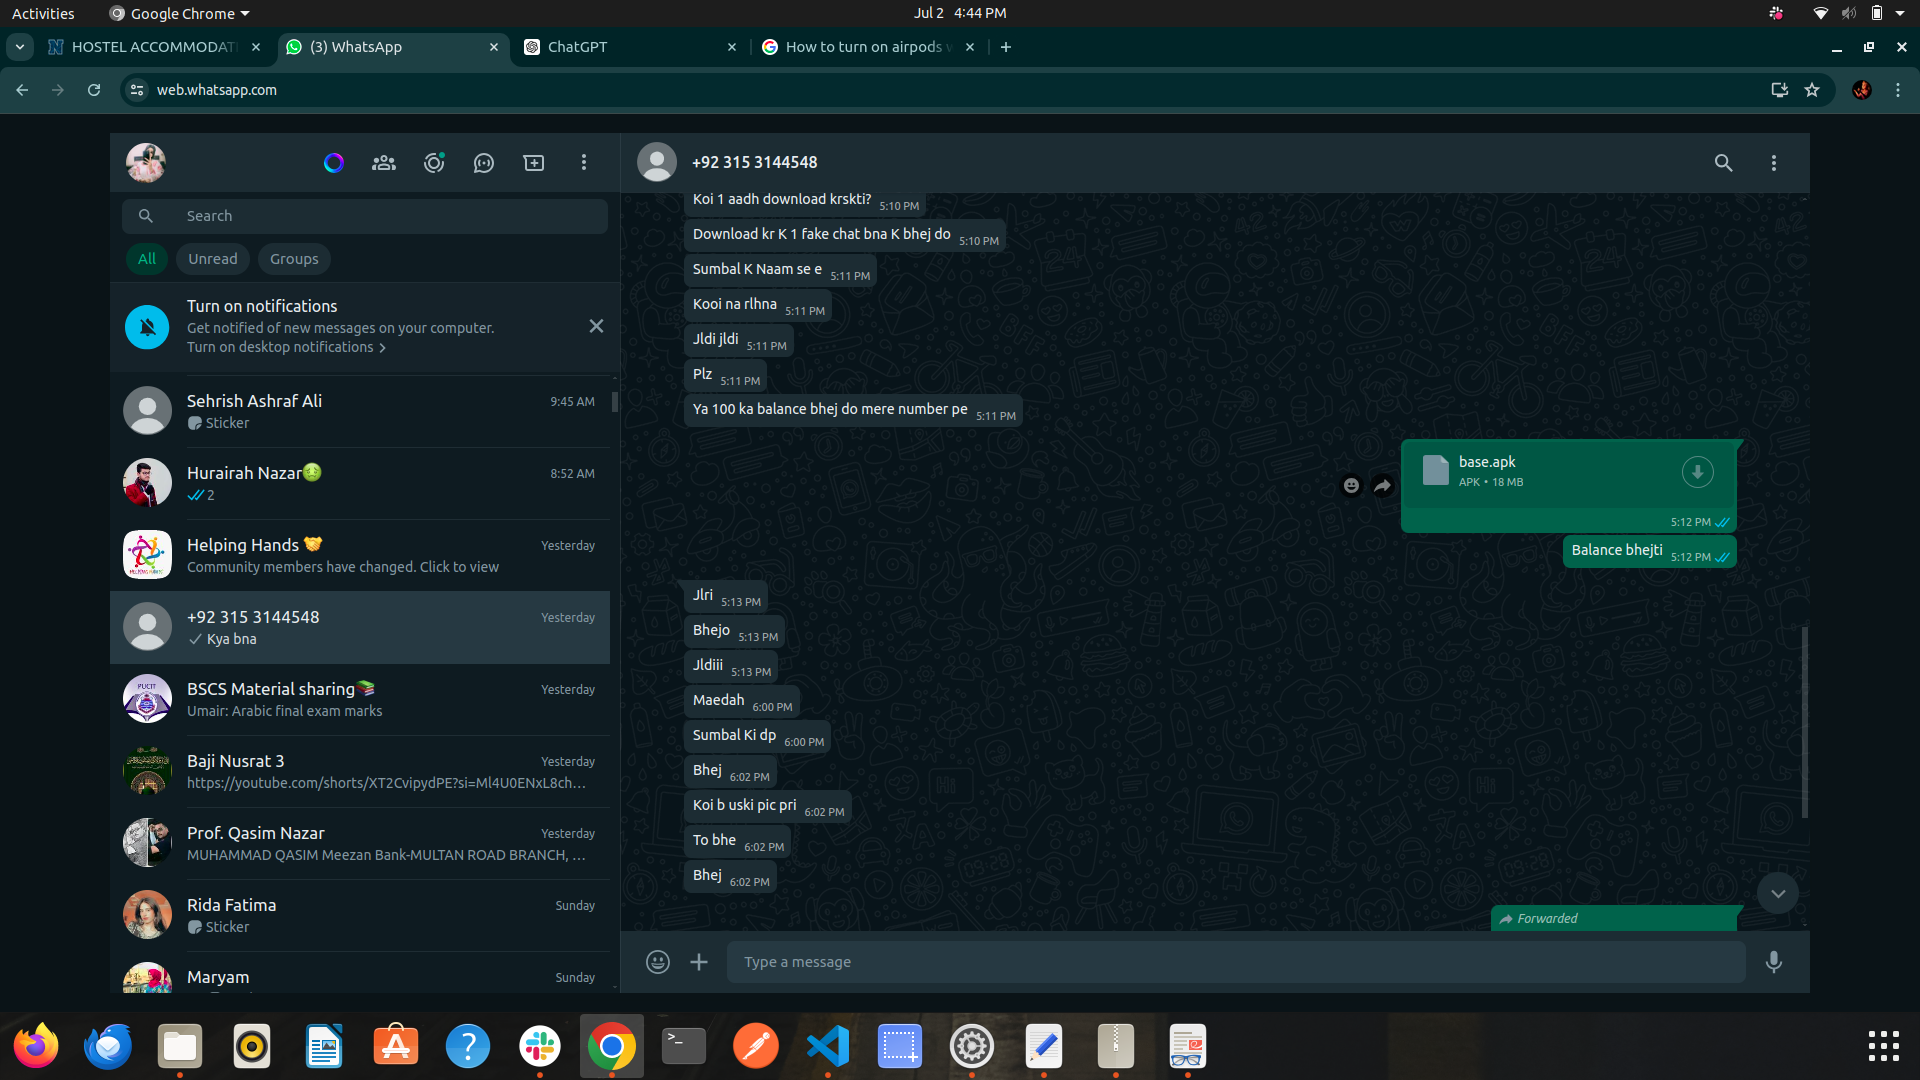 Activities
Google Chrome
Jul 2 4:44 PM
HOSTEL ACCOMMODAT
(3) WhatsApp
ChatGPT
How to turn on airpods
web.whatsapp.com
Search
All
Unread
Groups
Turn on notifications
Get notified of new messages on your computer.
Turn on desktop notifications
Sehrish Ashraf Ali
9:45 AM
Sticker
Hurairah Nazar🤢
8:52 AM
2
Helping Hands 🤝
Yesterday
Community members have changed. Click to view
+92 315 3144548
Yesterday
Kya bna
BSCS Material sharing📚
Yesterday
Umair: Arabic final exam marks
Baji Nusrat 3
Yesterday
https://youtube.com/shorts/XT2CvipydPE?si=Ml4U0ENxL8ch...
Prof. Qasim Nazar
Yesterday
MUHAMMAD QASIM Meezan Bank-MULTAN ROAD BRANCH, ...
Rida Fatima
Sunday
Sticker
Maryam
Sunday
+92 315 3144548
Koi 1 aadh download krskti? 5:10 PM
Download kr K 1 fake chat bna K bhej do 5:10 PM
Sumbal K Naam se e 5:11 PM
Kooi na rlhna 5:11 PM
Jldi jldi 5:11 PM
Plz 5:11 PM
Ya 100 ka balance bhej do mere number pe 5:11 PM
base.apk
APK • 18 MB
5:12 PM
Balance bhejti 5:12 PM
Jlri 5:13 PM
Bhejo 5:13 PM
Jldiii 5:13 PM
Maedah 6:00 PM
Sumbal Ki dp 6:00 PM
Bhej 6:02 PM
Koi b uski pic pri 6:02 PM
To bhe 6:02 PM
Bhej 6:02 PM
Forwarded
Type a message